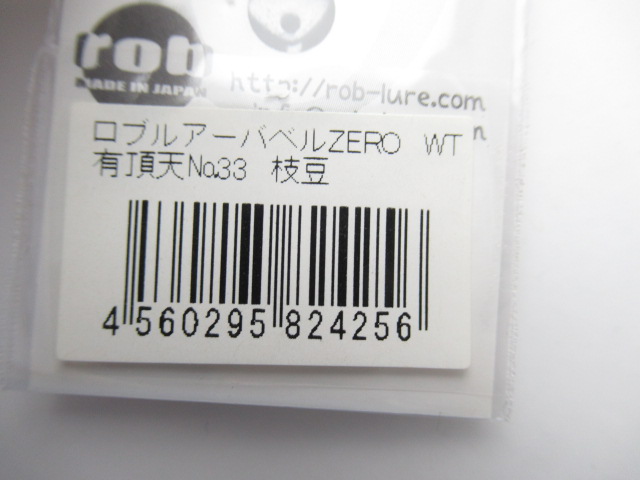 rob
MADE IN JAPAN
http://rob-lure.com
ロブルアーバベルZERO WT
有頂天No.33 枝豆
4 560295 824256